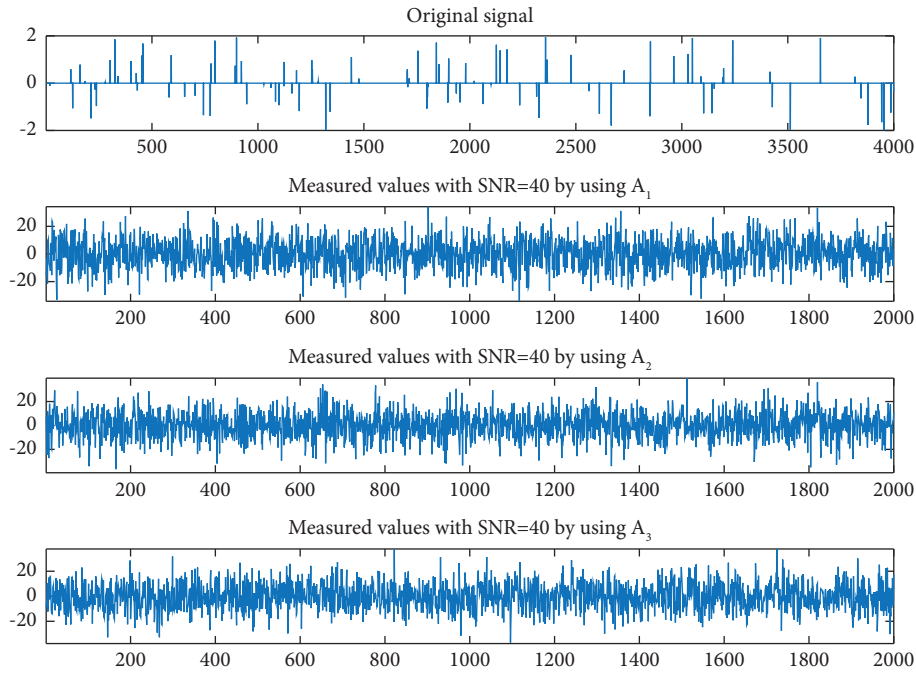 Original signal
2
0
-2
500 1000 1500 2000 2500 3000 3500 4000
Measured values with SNR=40 by using A₁
20
0
-20
200 400 600 800 1000 1200 1400 1600 1800 2000
Measured values with SNR=40 by using A₂
20
0
-20
200 400 600 800 1000 1200 1400 1600 1800 2000
Measured values with SNR=40 by using A₃
20
0
-20
200 400 600 800 1000 1200 1400 1600 1800 2000